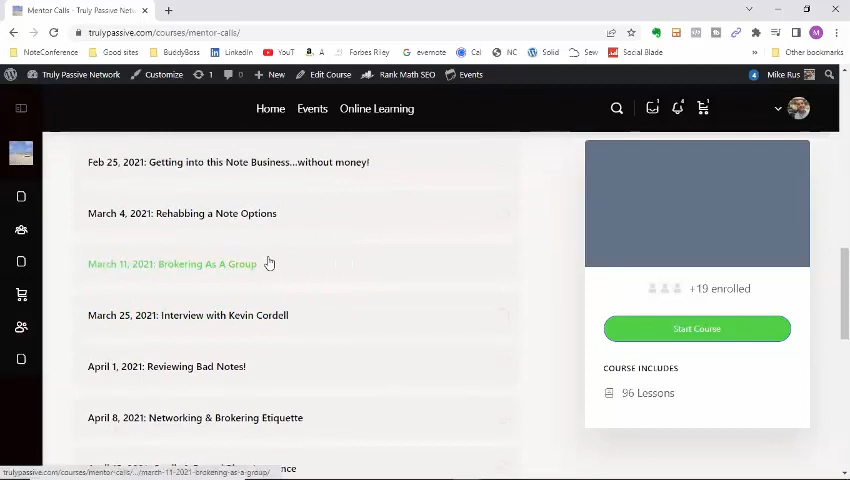 Mentor Calls - Truly Passive Netw
trulypassive.com/courses/mentor-calls/
NoteConference
Good sites
BuddyBoss
LinkedIn
YouT
A
Forbes Riley
evernote
Cal
NC
Solid
Sew
Social Blade
Other bookmarks
Truly Passive Network
Customize
1
0
New
Edit Course
Rank Math SEO
Events
4
Mike Rus
Home
Events
Online Learning
Feb 25, 2021: Getting into this Note Business...without money!
March 4, 2021: Rehabbing a Note Options
March 11, 2021: Brokering As A Group
March 25, 2021: Interview with Kevin Cordell
April 1, 2021: Reviewing Bad Notes!
April 8, 2021: Networking & Brokering Etiquette
+19 enrolled
Start Course
COURSE INCLUDES
96 Lessons
trulypassive.com/courses/mentor-calls/.../march-11-2021-brokering-as-a-group/...